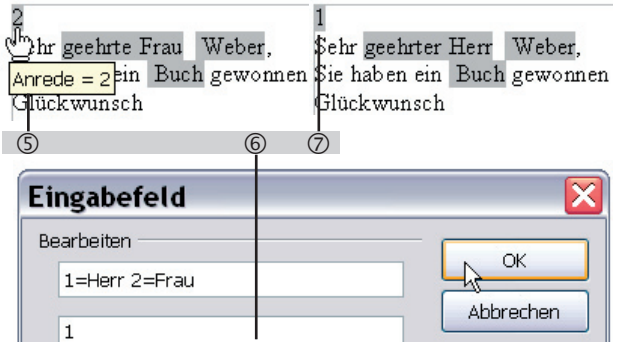 2
Sehr geehrte Frau Weber,
Anrede = 2 ein Buch gewonnen
Glückwunsch
1
Sehr geehrter Herr Weber,
Sie haben ein Buch gewonnen
Glückwunsch
⑤ ⑥ ⑦
Eingabefeld
Bearbeiten
1=Herr 2=Frau
OK
1
Abbrechen